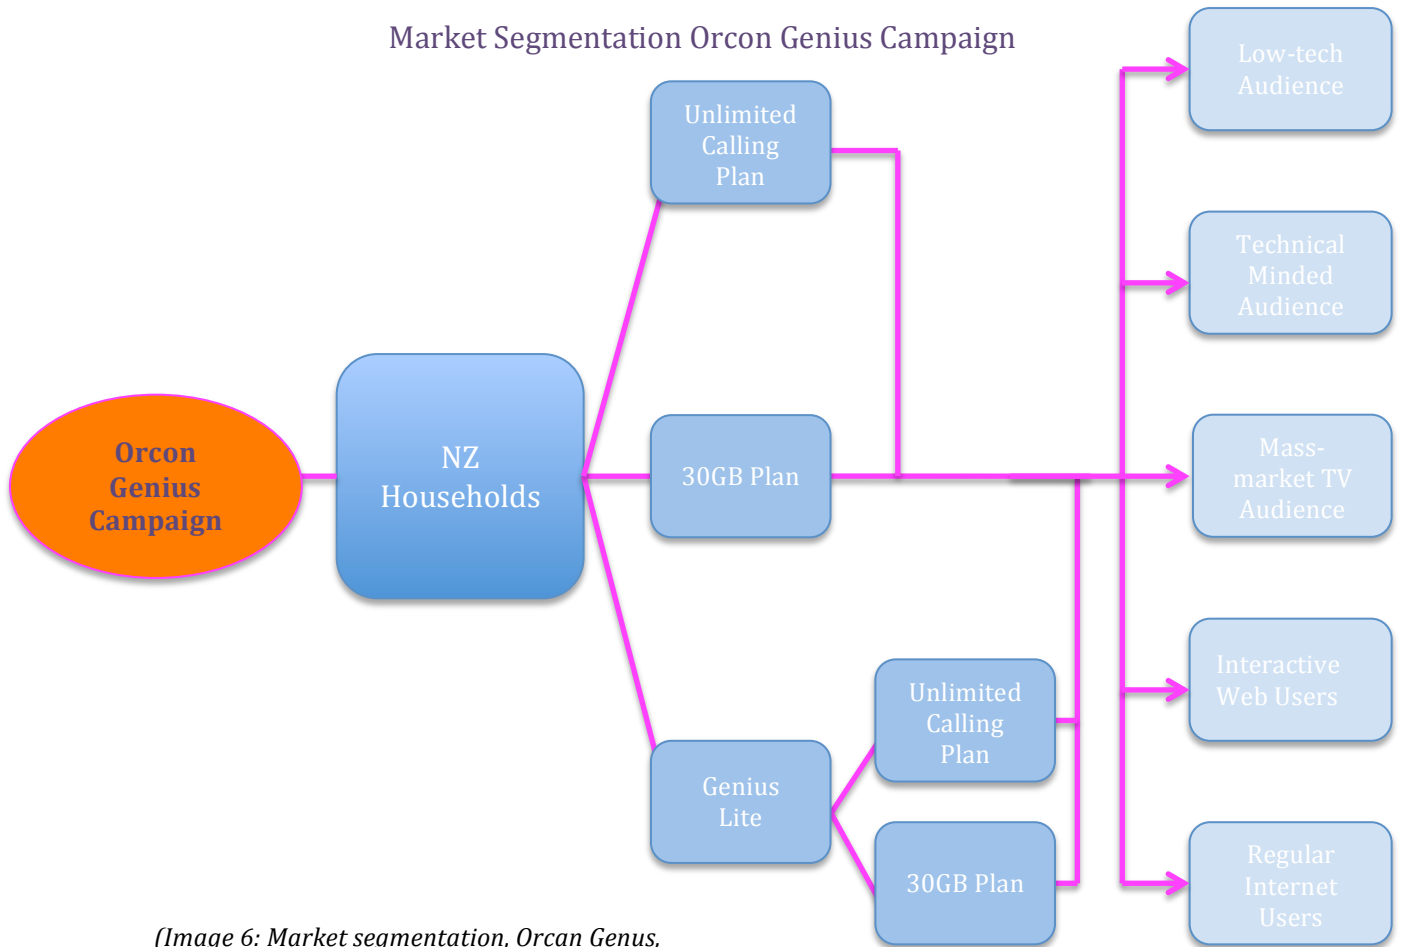 Market Segmentation Orcon Genius Campaign
Orcon
Genius
Campaign
NZ
Households
Unlimited
Calling
Plan
30GB Plan
Genius
Lite
Unlimited
Calling
Plan
30GB Plan
Low-tech
Audience
Technical
Minded
Audience
Mass-
market TV
Audience
Interactive
Web Users
Regular
Internet
Users
(Image 6: Market segmentation, Orcan Genus,